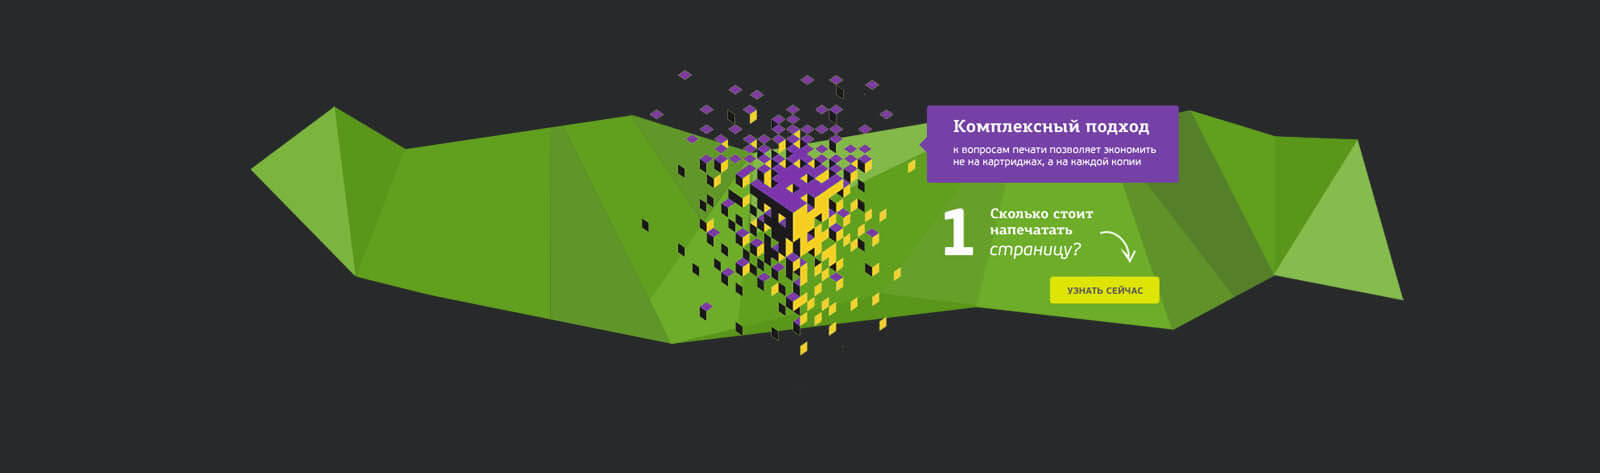 Комплексный подход
к вопросам печати позволяет экономить
не на картриджах, а на каждой копии
1
Сколько стоит
напечатать
страницу?
УЗНАТЬ СЕЙЧАС